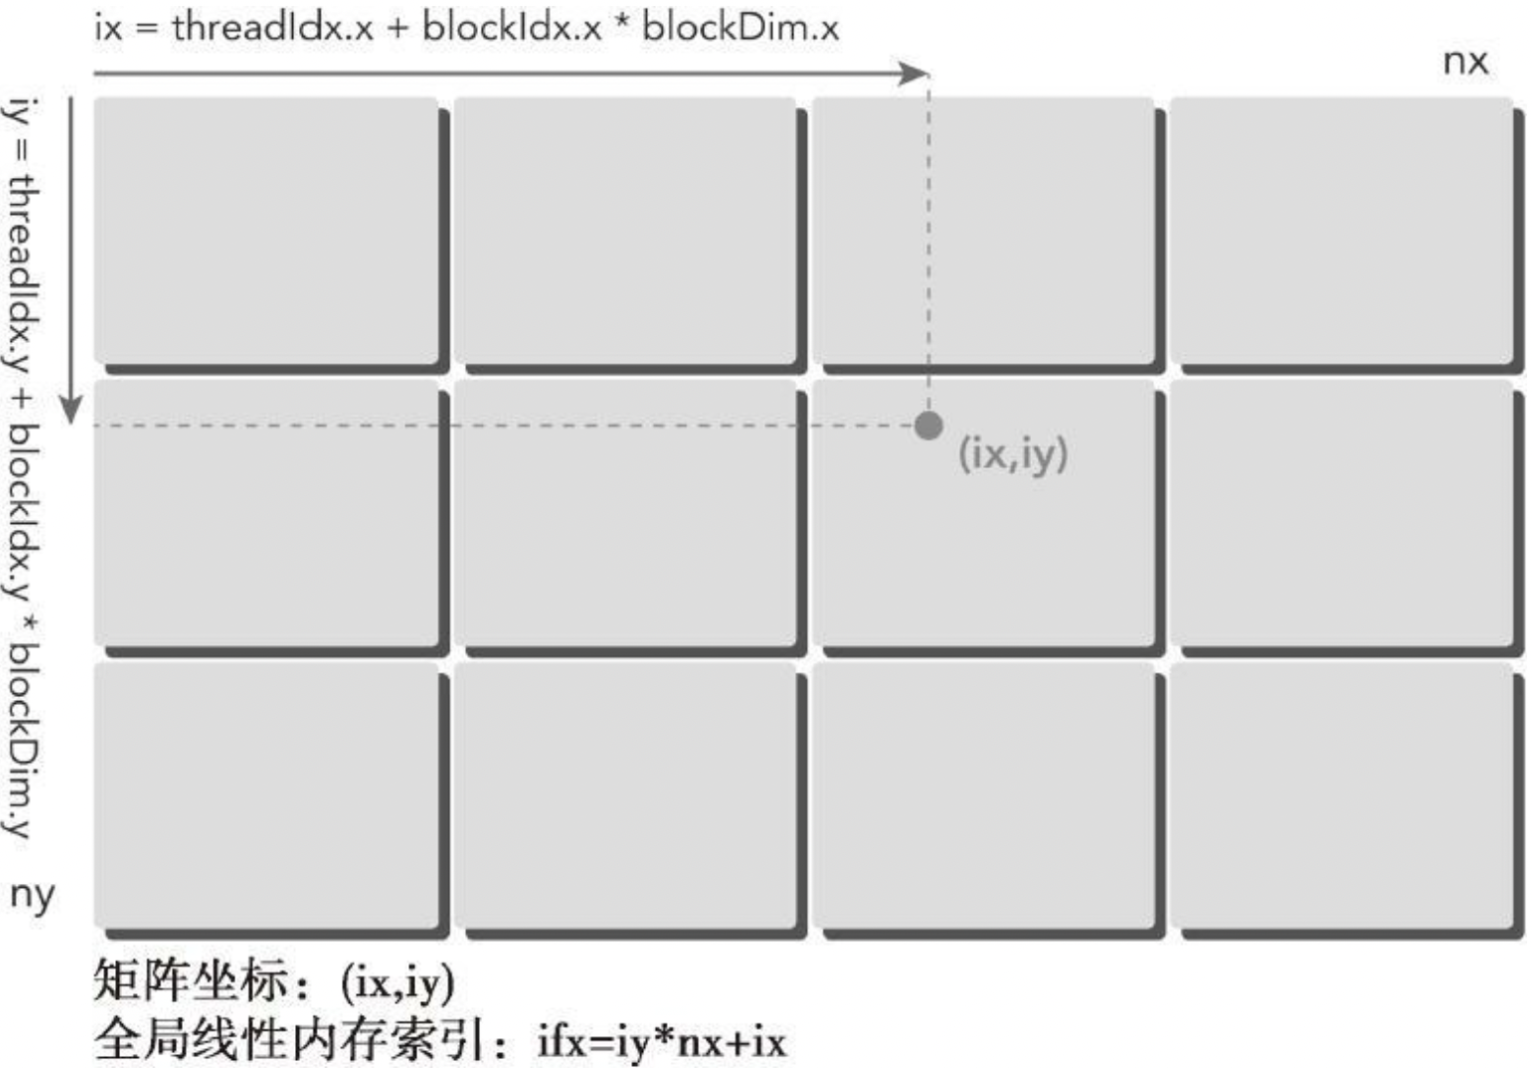 ix = threadIdx.x + blockIdx.x * blockDim.x
nx
iy = threadIdx.y + blockIdx.y * blockDim.y
(ix,iy)
ny
矩阵坐标：(ix,iy)
全局线性内存索引：ifx=iy*nx+ix